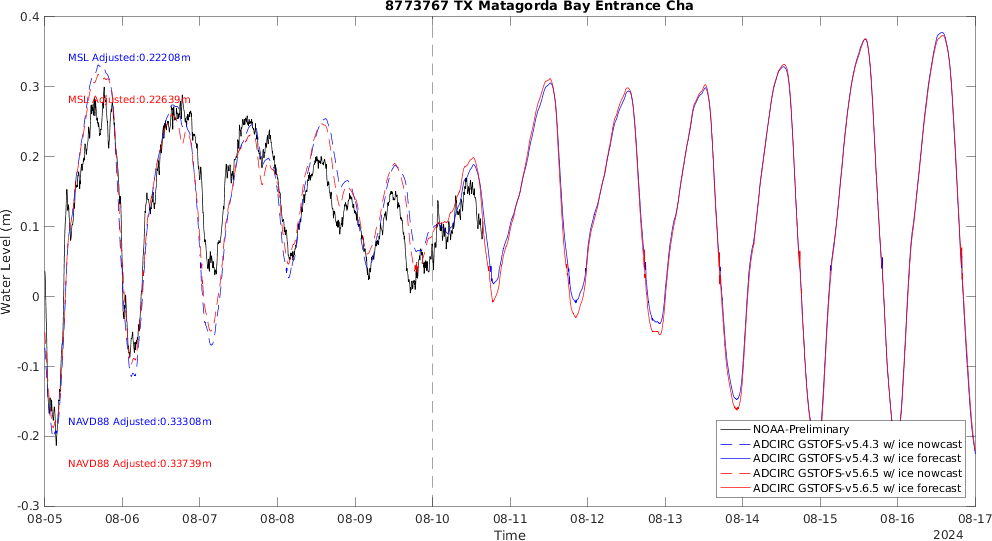 8773767 TX Matagorda Bay Entrance Cha
0.4
0.3
0.2
0.1
0
-0.1
-0.2
-0.3
Water Level (m)
MSL Adjusted:0.22208m
MSL Adjusted:0.22639m
NAVD88 Adjusted:0.33308m
NAVD88 Adjusted:0.33739m
NOAA-Preliminary
ADCIRC GSTOFS-v5.4.3 w/ ice nowcast
ADCIRC GSTOFS-v5.4.3 w/ ice forecast
ADCIRC GSTOFS-v5.6.5 w/ ice nowcast
ADCIRC GSTOFS-v5.6.5 w/ ice forecast
08-05 08-06 08-07 08-08 08-09 08-10 08-11 08-12 08-13 08-14 08-15 08-16 08-17
Time
2024